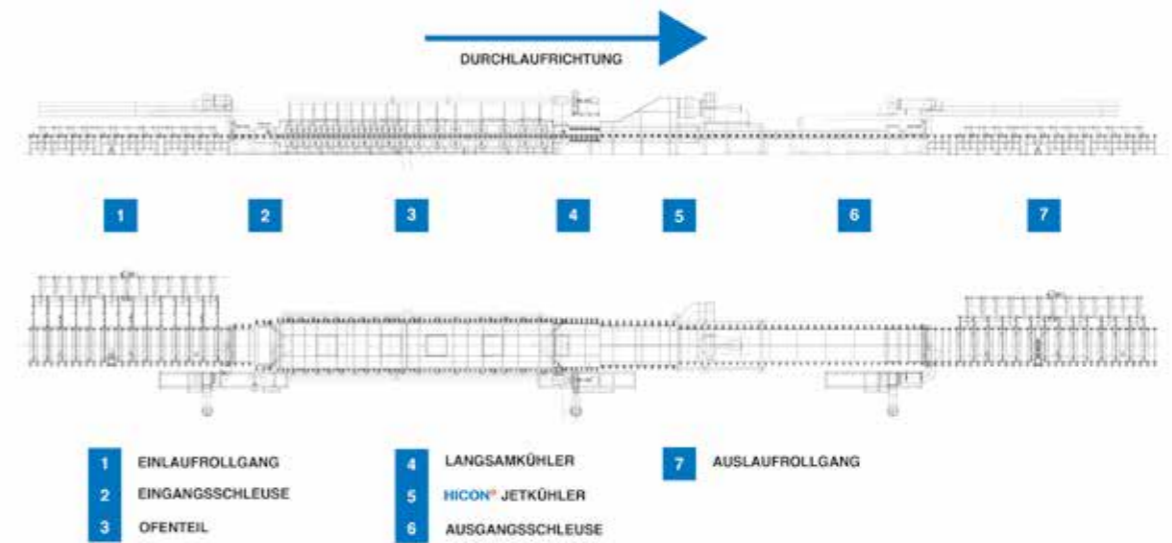 DURCHLAUFRICHTUNG
1 2 3 4 5 6 7
1 EINLAUFROLLGANG
2 EINGANGSSCHLEUSE
3 OFENTEIL
4 LANGSAMKÜHLER
5 HICON® JETKÜHLER
6 AUSGANGSSCHLEUSE
7 AUSLAUFROLLGANG